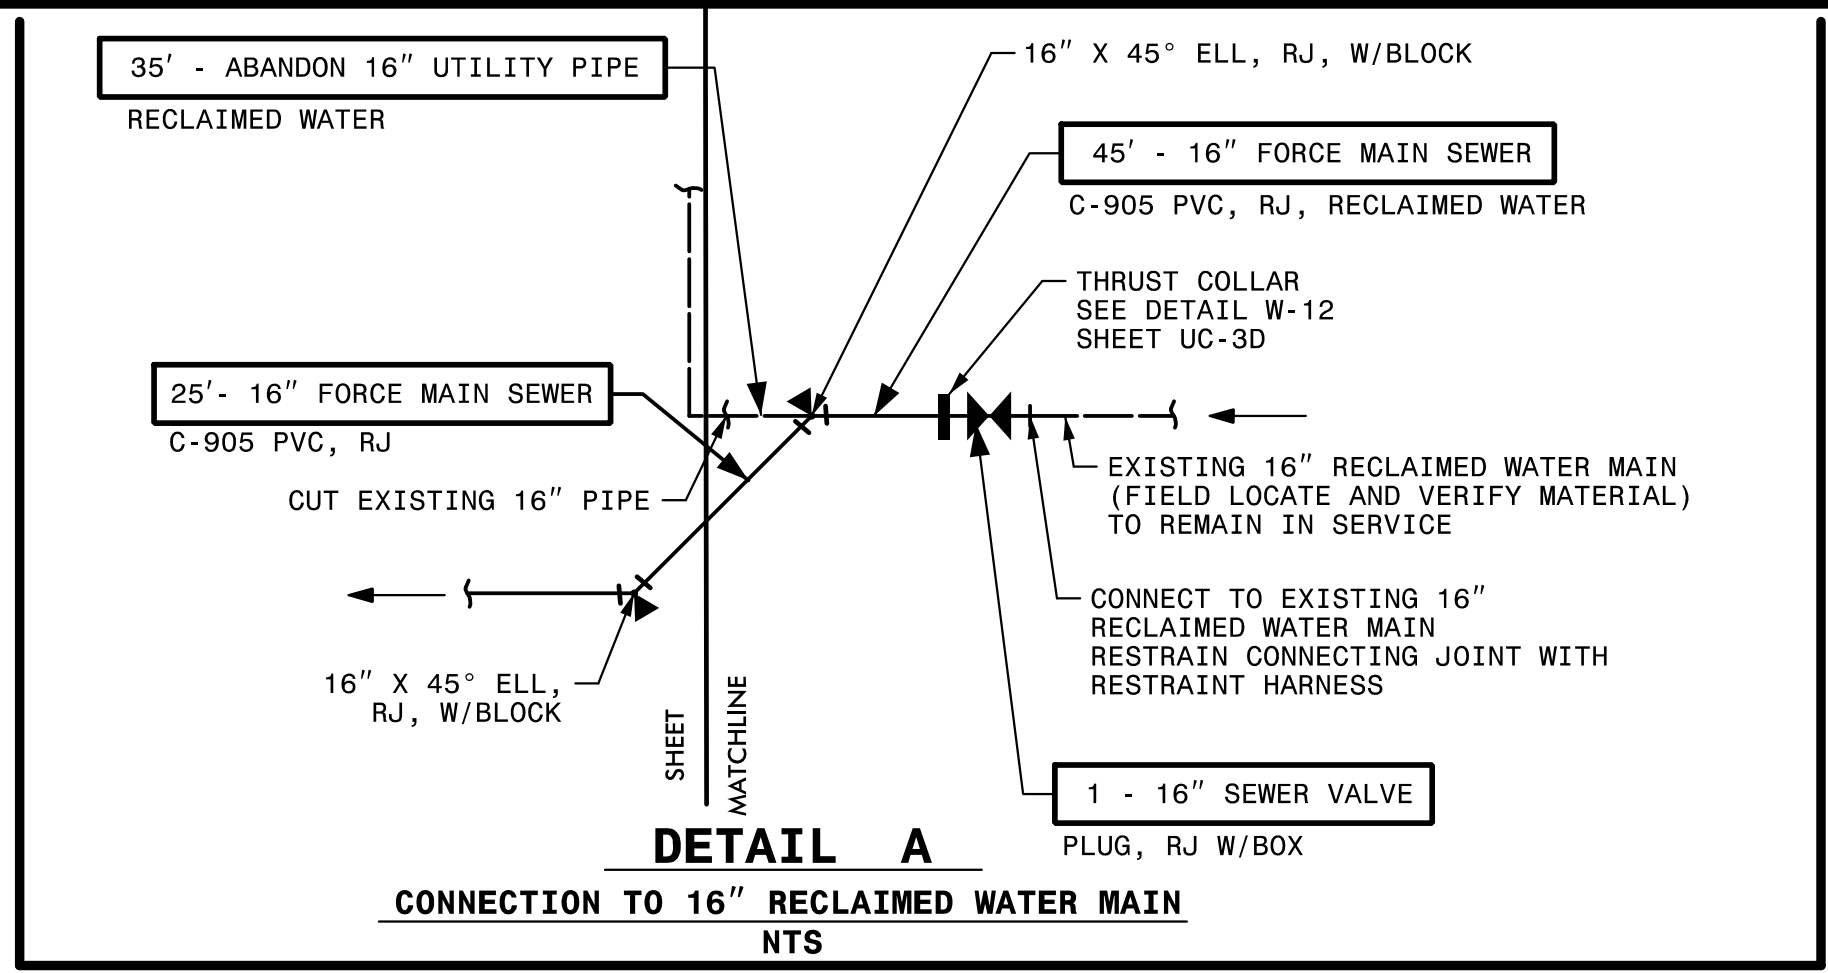 35′ - ABANDON 16″ UTILITY PIPE
RECLAIMED WATER
16″ X 45° ELL, RJ, W/BLOCK
45′ - 16″ FORCE MAIN SEWER
C-905 PVC, RJ, RECLAIMED WATER
THRUST COLLAR
SEE DETAIL W-12
SHEET UC-3D
25′- 16″ FORCE MAIN SEWER
C-905 PVC, RJ
CUT EXISTING 16″ PIPE
EXISTING 16″ RECLAIMED WATER MAIN
(FIELD LOCATE AND VERIFY MATERIAL)
TO REMAIN IN SERVICE
CONNECT TO EXISTING 16″
RECLAIMED WATER MAIN
RESTRAIN CONNECTING JOINT WITH
RESTRAINT HARNESS
16″ X 45° ELL,
RJ, W/BLOCK
SHEET
MATCHLINE
1 - 16″ SEWER VALVE
PLUG, RJ W/BOX
DETAIL A
CONNECTION TO 16″ RECLAIMED WATER MAIN
NTS